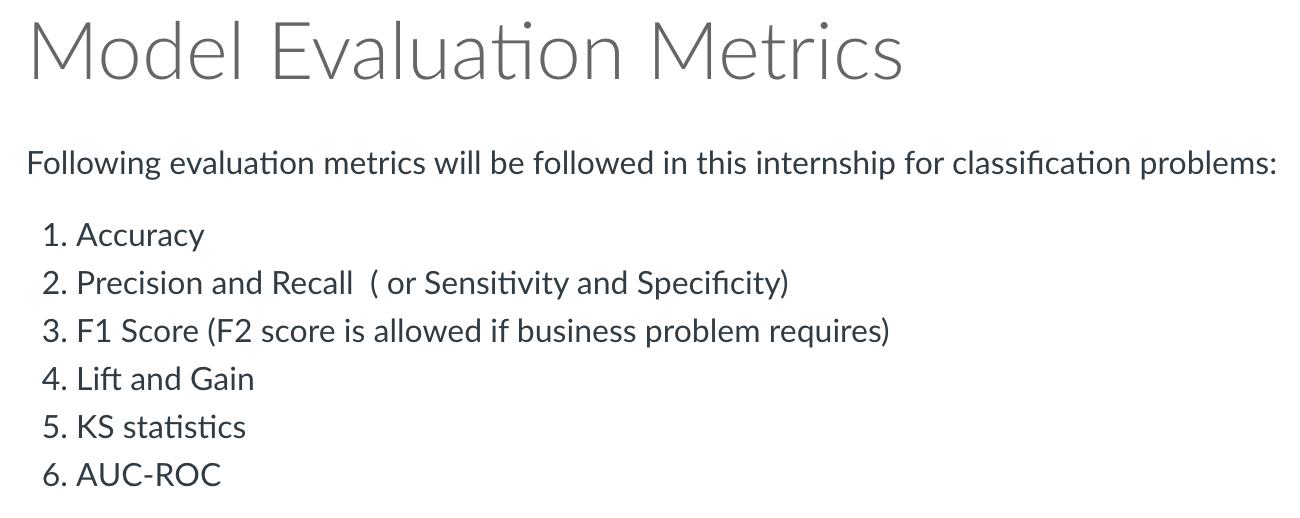 Model Evaluation Metrics
Following evaluation metrics will be followed in this internship for classification problems:
1. Accuracy
2. Precision and Recall  ( or Sensitivity and Specificity)
3. F1 Score (F2 score is allowed if business problem requires)
4. Lift and Gain
5. KS statistics
6. AUC-ROC